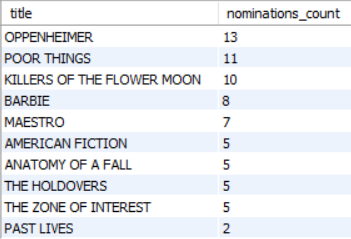 title nominations_count
OPPENHEIMER 13
POOR THINGS 11
KILLERS OF THE FLOWER MOON 10
BARBIE 8
MAESTRO 7
AMERICAN FICTION 5
ANATOMY OF A FALL 5
THE HOLDOVERS 5
THE ZONE OF INTEREST 5
PAST LIVES 2